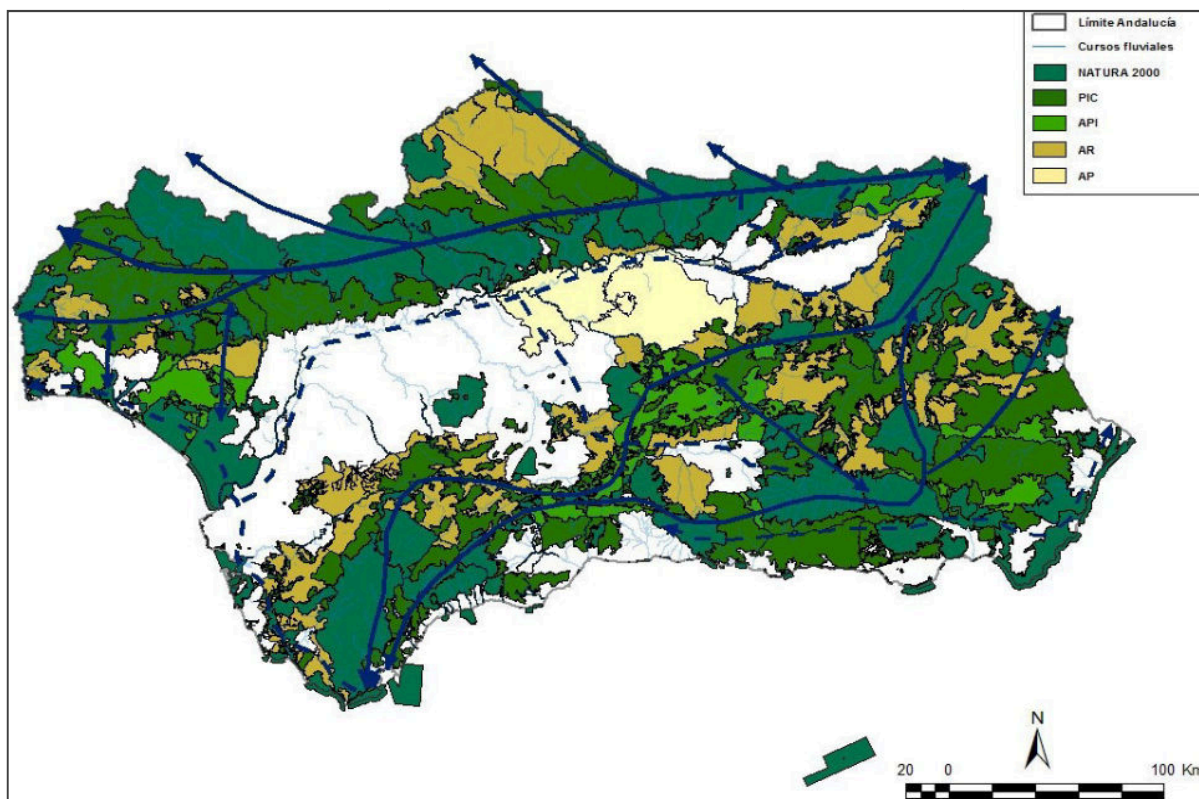 Límite Andalucía
Cursos fluviales
NATURA 2000
PIC
API
AR
AP
N
20 0 100 Km